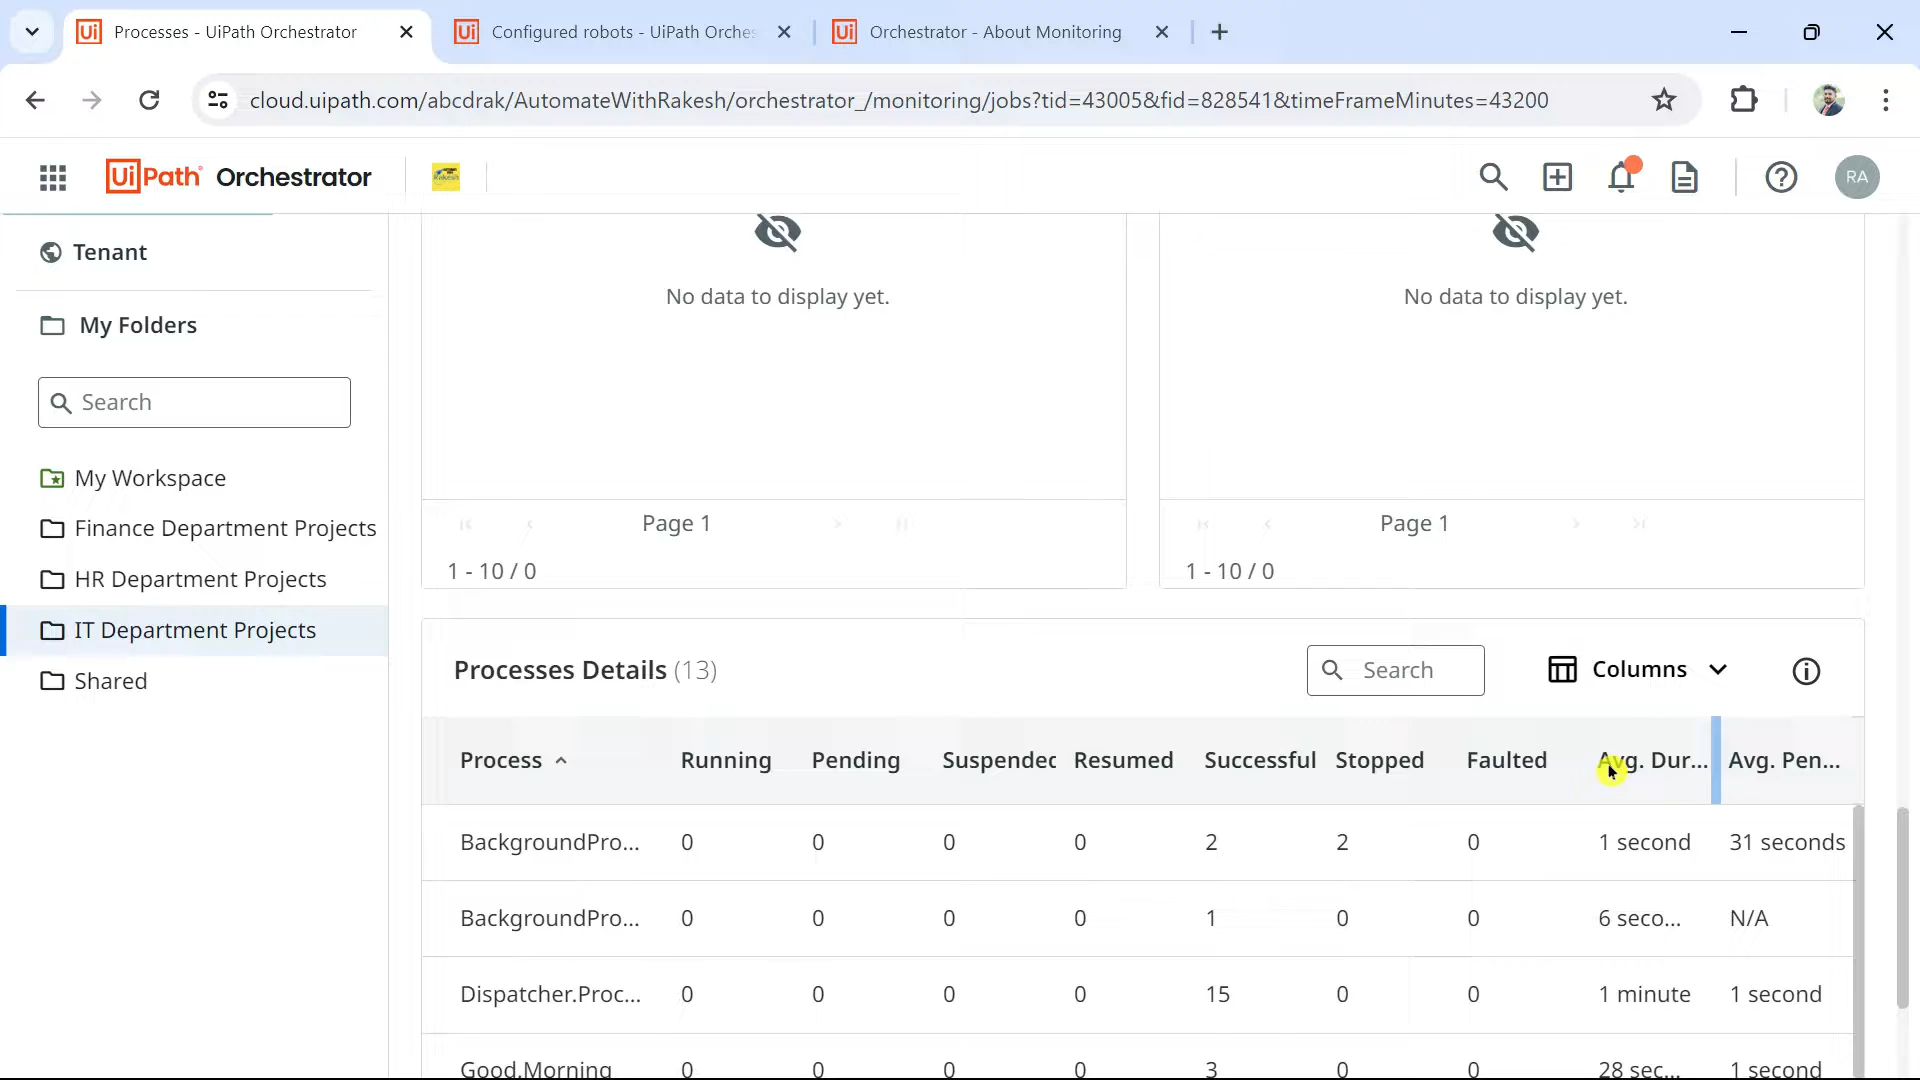 Processes - UiPath Orchestrator
Configured robots - UiPath Orches
Orchestrator - About Monitoring
cloud.uipath.com/abcdrak/AutomateWithRakesh/orchestrator_/monitoring/jobs?tid=43005&fid=828541&timeFrameMinutes=43200
UiPath Orchestrator
RA
Tenant
My Folders
Search
My Workspace
Finance Department Projects
HR Department Projects
IT Department Projects
Shared
No data to display yet.
No data to display yet.
Page 1
1 - 10 / 0
Page 1
1 - 10 / 0
Processes Details (13)
Search
Columns
Process Running Pending Suspended Resumed Successful Stopped Faulted Avg. Dur... Avg. Pen...
BackgroundPro... 0 0 0 0 2 2 0 1 second 31 seconds
BackgroundPro... 0 0 0 0 1 0 0 6 seco... N/A
Dispatcher.Proc... 0 0 0 0 15 0 0 1 minute 1 second
Good.Morning 0 0 0 0 3 0 0 28 sec... 1 second